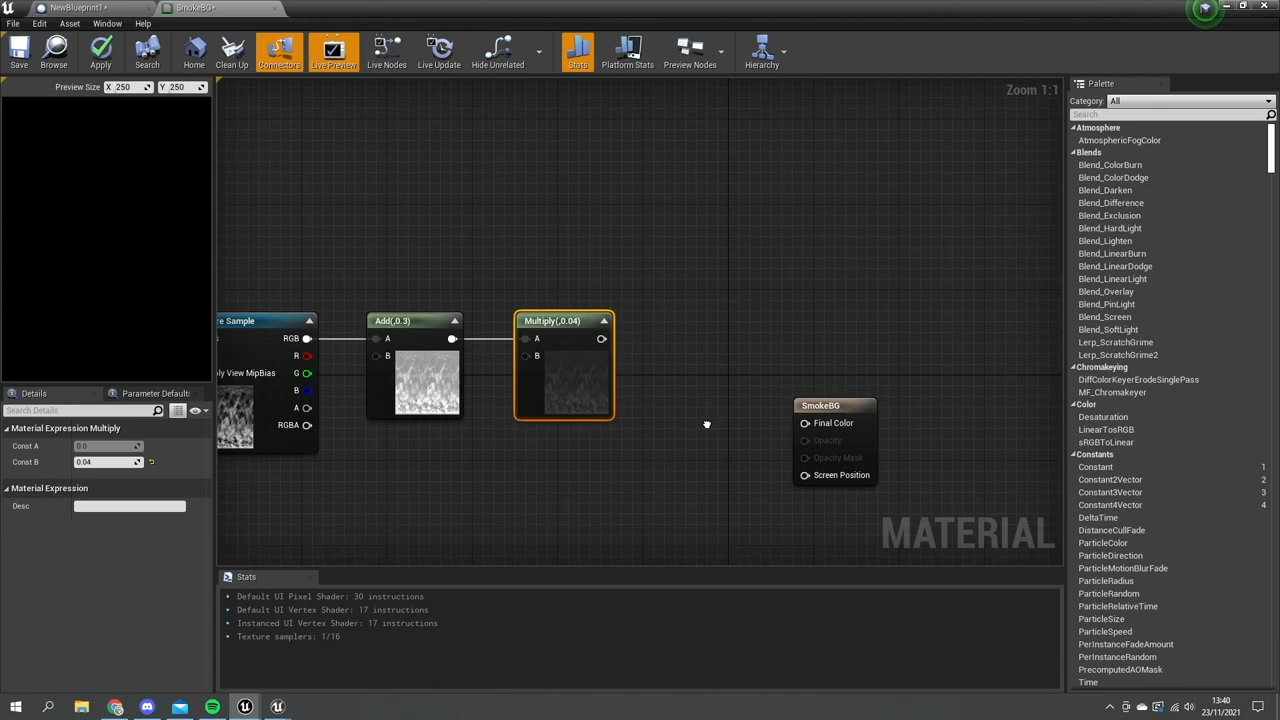 NewBlueprint1*
SmokeBG*
File Edit Asset Window Help
Save Browse Apply Search Home Clean Up Connectors Live Preview Live Nodes Live Update Hide Unrelated Stats Platform Stats Preview Nodes Hierarchy
Preview Size X 250 Y 250
Zoom 1:1
Palette
Category: All
Search
Atmosphere
AtmosphericFogColor
Blends
Blend_ColorBurn
Blend_ColorDodge
Blend_Darken
Blend_Difference
Blend_Exclusion
Blend_HardLight
Blend_Lighten
Blend_LinearBurn
Blend_LinearDodge
Blend_LinearLight
Blend_Overlay
Blend_PinLight
Blend_Screen
Blend_SoftLight
Lerp_ScratchGrime
Lerp_ScratchGrime2
Chromakeying
DiffColorKeyerErodeSinglePass
MF_Chromakeyer
Color
Desaturation
LinearTosRGB
sRGBToLinear
Constants
Constant 1
Constant2Vector 2
Constant3Vector 3
Constant4Vector 4
DeltaTime
DistanceCullFade
ParticleColor
ParticleDirection
ParticleMotionBlurFade
ParticleRadius
ParticleRandom
ParticleRelativeTime
ParticleSize
ParticleSpeed
PerInstanceFadeAmount
PerInstanceRandom
PrecomputedAOMask
Time
re Sample
s RGB
R
ply View MipBias G
B
A
RGBA
Add(,0.3)
A
B
Multiply(,0.04)
A
B
SmokeBG
Final Color
Opacity
Opacity Mask
Screen Position
MATERIAL
Details
Parameter Default:
Search Details
Material Expression Multiply
Const A 0.0
Const B 0.04
Material Expression
Desc
Stats
Default UI Pixel Shader: 30 instructions
Default UI Vertex Shader: 17 instructions
Instanced UI Vertex Shader: 17 instructions
Texture samplers: 1/16
13:40
23/11/2021